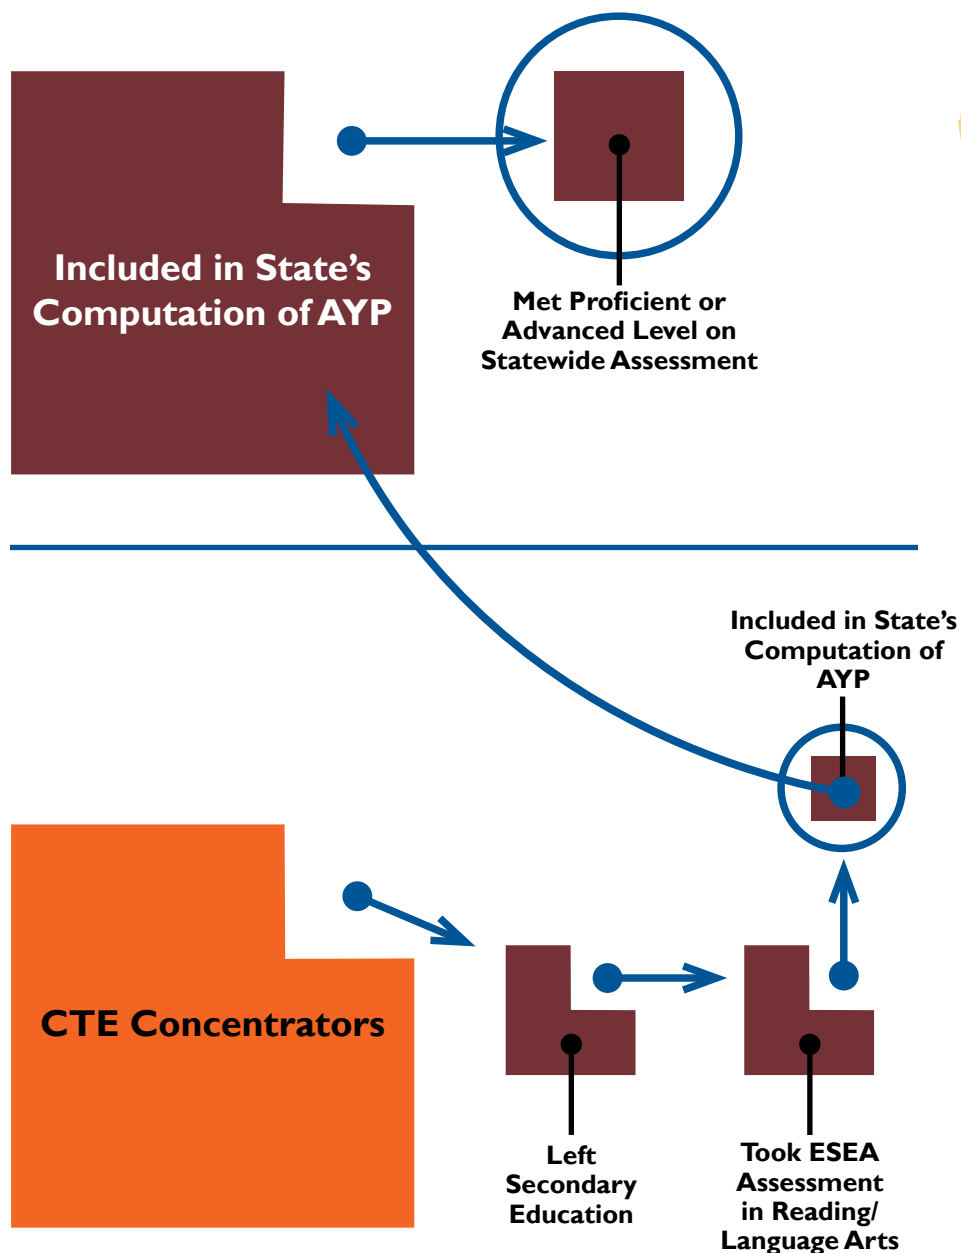 Included in State’s
Computation of AYP
Met Proficient or
Advanced Level on
Statewide Assessment
Included in State’s
Computation of
AYP
CTE Concentrators
Left
Secondary
Education
Took ESEA
Assessment
in Reading/
Language Arts